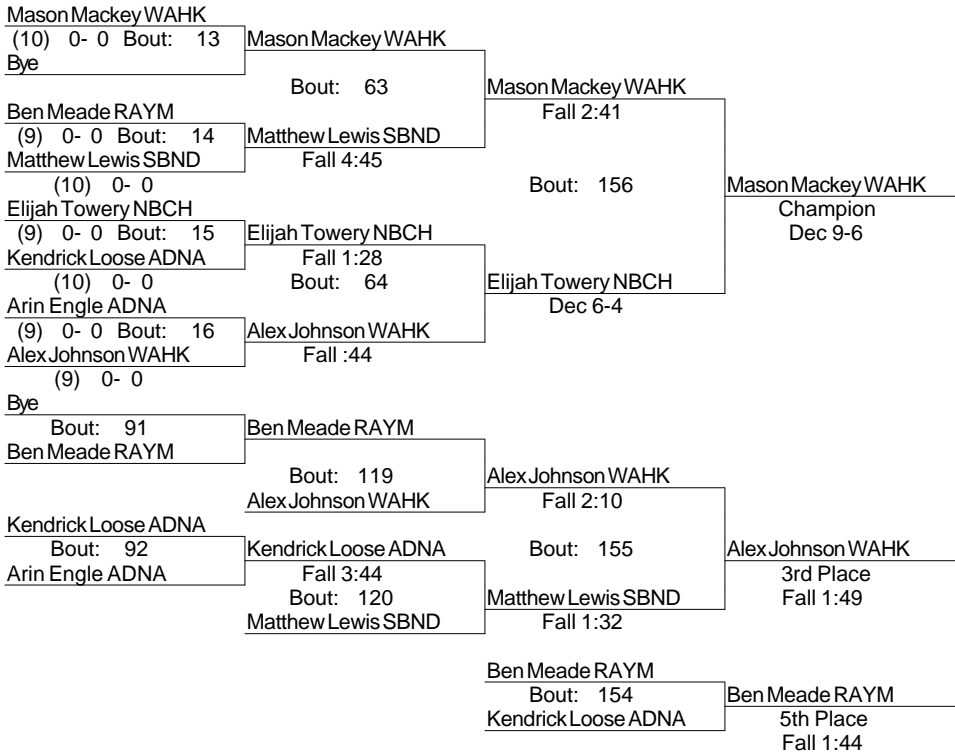 Mason Mackey WAHK
(10) 0- 0 Bout: 13 Mason Mackey WAHK
Bye
Bout: 63 Mason Mackey WAHK
Ben Meade RAYM Fall 2:41
(9) 0- 0 Bout: 14 Matthew Lewis SBND
Matthew Lewis SBND Fall 4:45
(10) 0- 0 Bout: 156 Mason Mackey WAHK
Elijah Towery NBCH Champion
(9) 0- 0 Bout: 15 Elijah Towery NBCH Dec 9-6
Kendrick Loose ADNA Fall 1:28
(10) 0- 0 Bout: 64 Elijah Towery NBCH
Arin Engle ADNA Dec 6-4
(9) 0- 0 Bout: 16 Alex Johnson WAHK
Alex Johnson WAHK Fall :44
(9) 0- 0
Bye
Bout: 91 Ben Meade RAYM
Ben Meade RAYM
Bout: 119 Alex Johnson WAHK
Alex Johnson WAHK Fall 2:10
Kendrick Loose ADNA
Bout: 92 Kendrick Loose ADNA Bout: 155 Alex Johnson WAHK
Arin Engle ADNA Fall 3:44 3rd Place
Bout: 120 Matthew Lewis SBND Fall 1:49
Matthew Lewis SBND Fall 1:32
Ben Meade RAYM
Bout: 154 Ben Meade RAYM
Kendrick Loose ADNA 5th Place
Fall 1:44